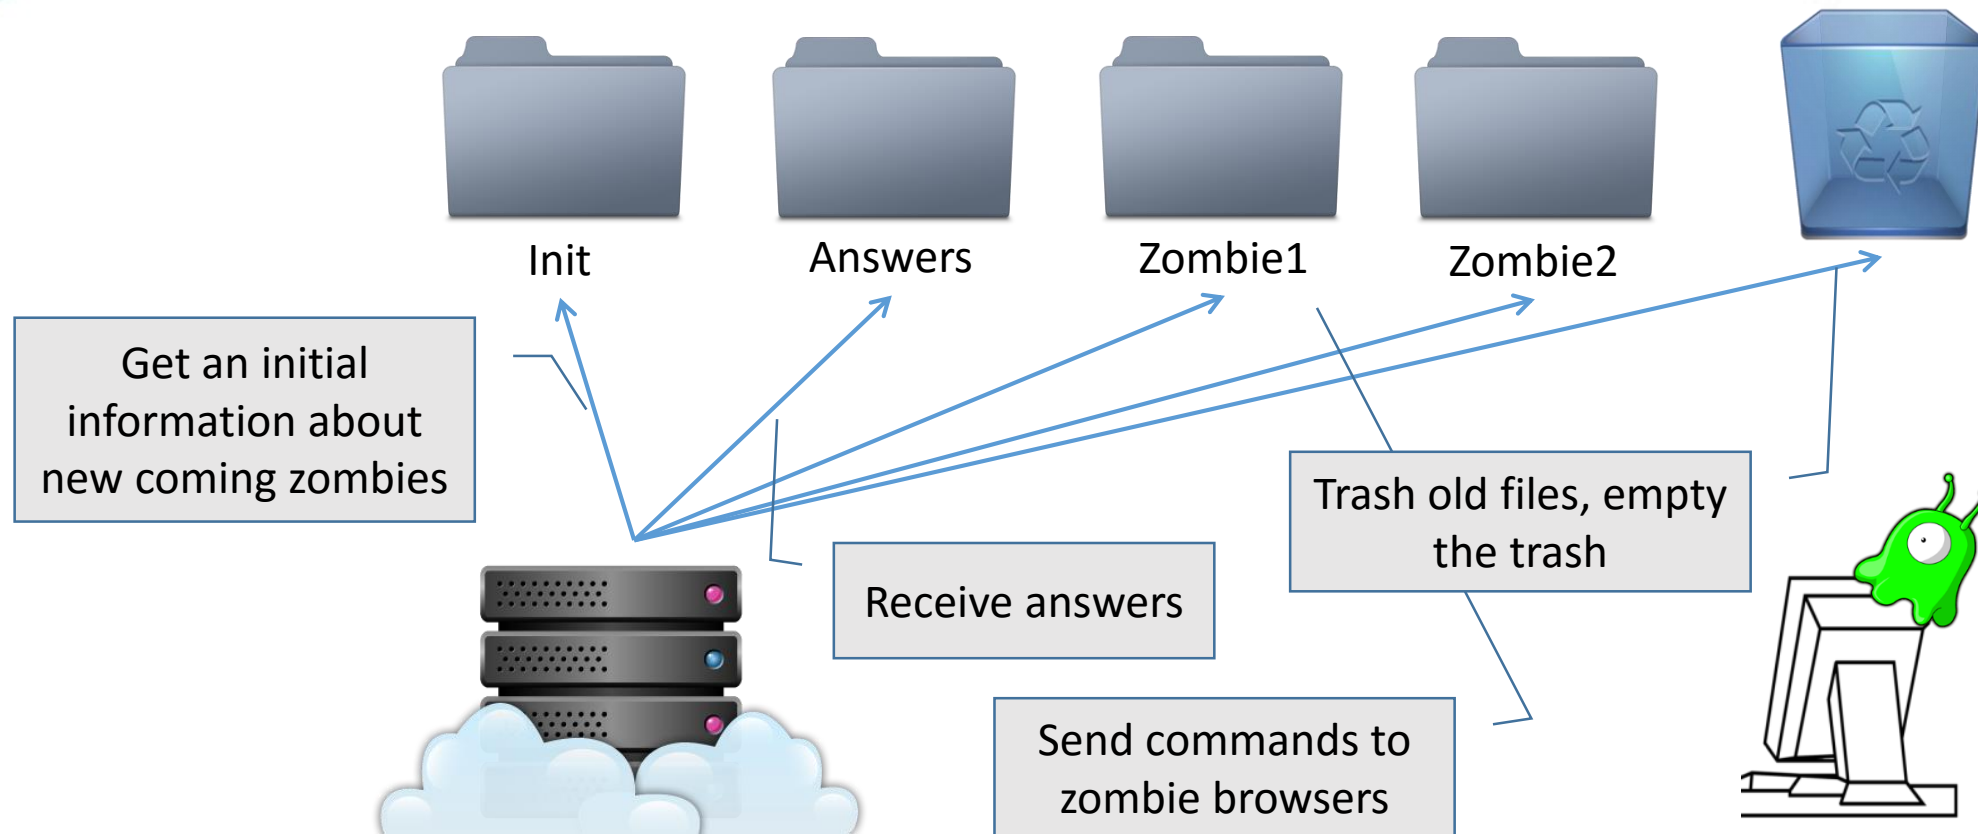 Init
Answers
Zombie1
Zombie2
Get an initial
information about
new coming zombies
Trash old files, empty
the trash
Receive answers
Send commands to
zombie browsers